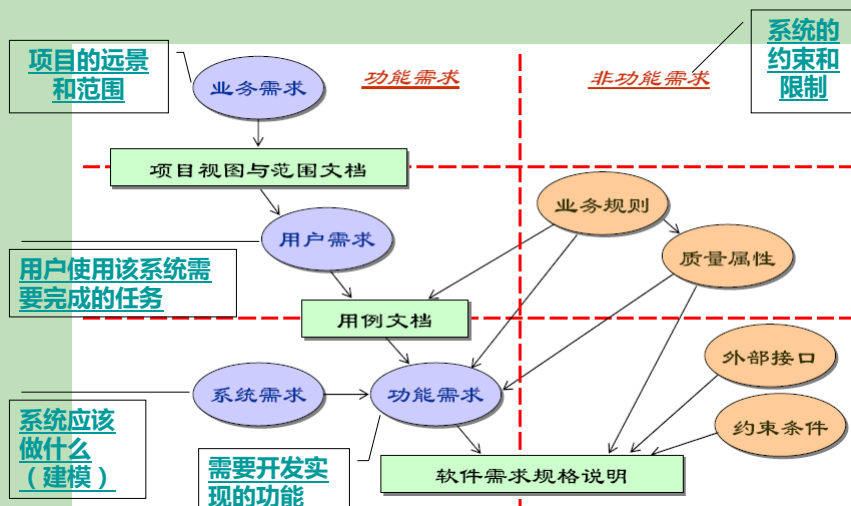 项目的远景
和范围
业务需求
功能需求
非功能需求
系统的
约束和
限制
项目视图与范围文档
业务规则
用户需求
质量属性
用户使用该系统需
要完成的任务
用例文档
外部接口
系统需求
功能需求
约束条件
系统应该
做什么
（建模）
需要开发实
现的功能
软件需求规格说明